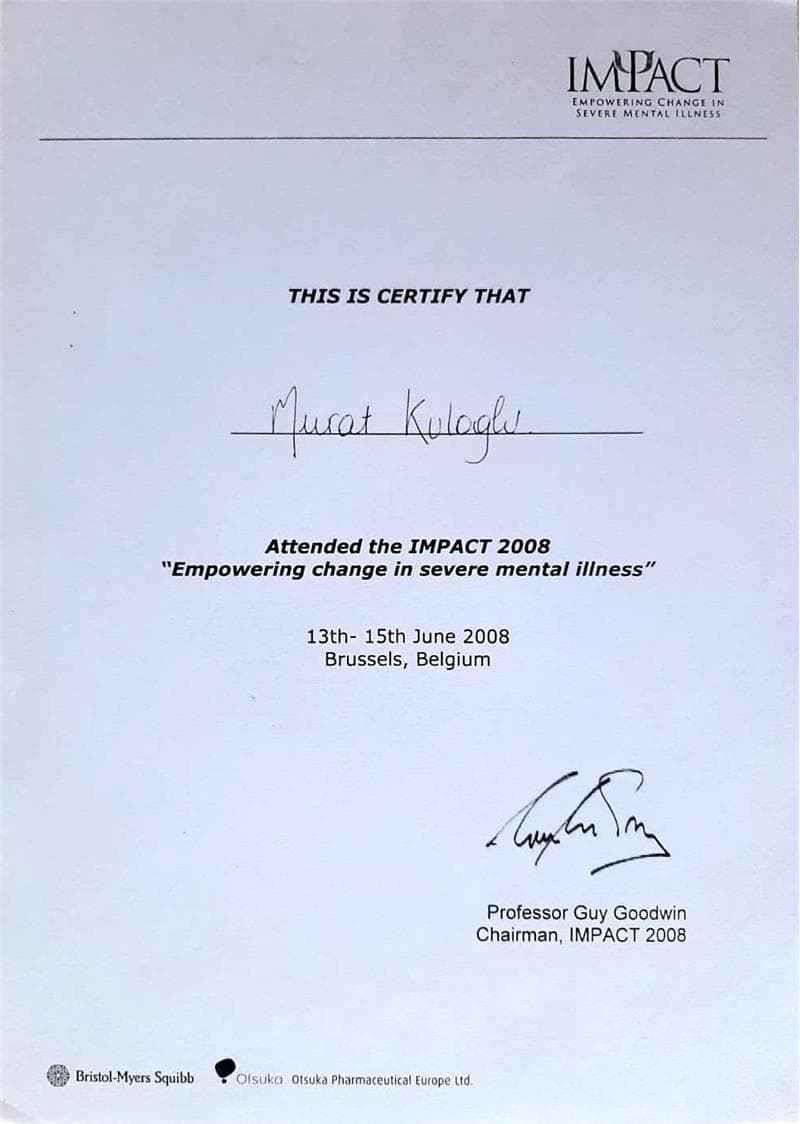 IMPACT
EMPOWERING CHANGE IN
SEVERE MENTAL ILLNESS
THIS IS CERTIFY THAT
Murat Kuloglu
Attended the IMPACT 2008
"Empowering change in severe mental illness"
13th- 15th June 2008
Brussels, Belgium
Professor Guy Goodwin
Chairman, IMPACT 2008
Bristol-Myers Squibb
Otsuka Otsuka Pharmaceutical Europe Ltd.